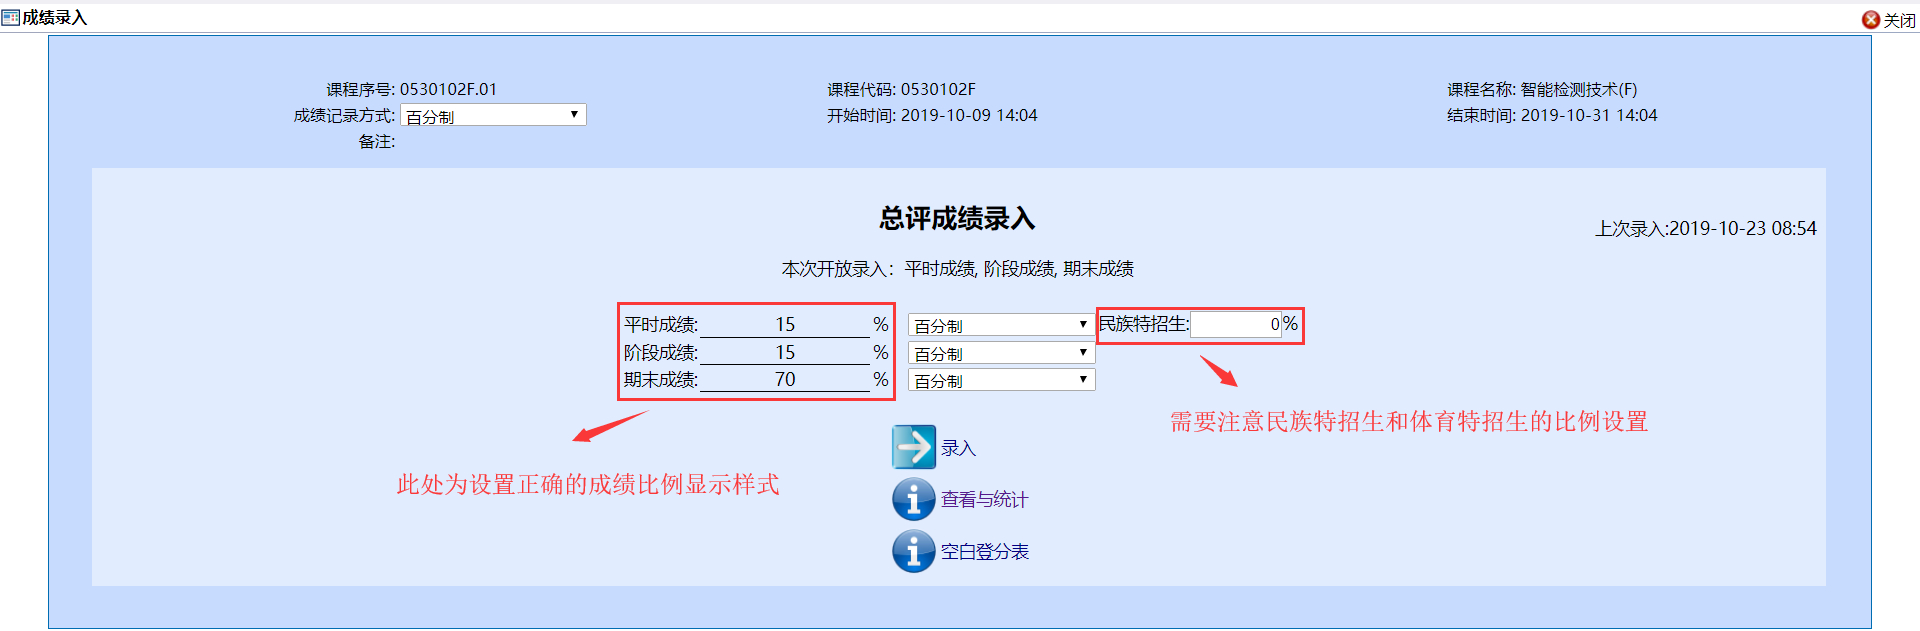 成绩录入
关闭
课程序号: 0530102F.01
课程代码: 0530102F
课程名称: 智能检测技术(F)
成绩记录方式: 百分制
开始时间: 2019-10-09 14:04
结束时间: 2019-10-31 14:04
备注:
总评成绩录入
上次录入:2019-10-23 08:54
本次开放录入: 平时成绩, 阶段成绩, 期末成绩
平时成绩: 15 % 百分制 民族特招生: 0%
阶段成绩: 15 % 百分制
期末成绩: 70 % 百分制
需要注意民族特招生和体育特招生的比例设置
录入
此处为设置正确的成绩比例显示样式
查看与统计
空白登分表